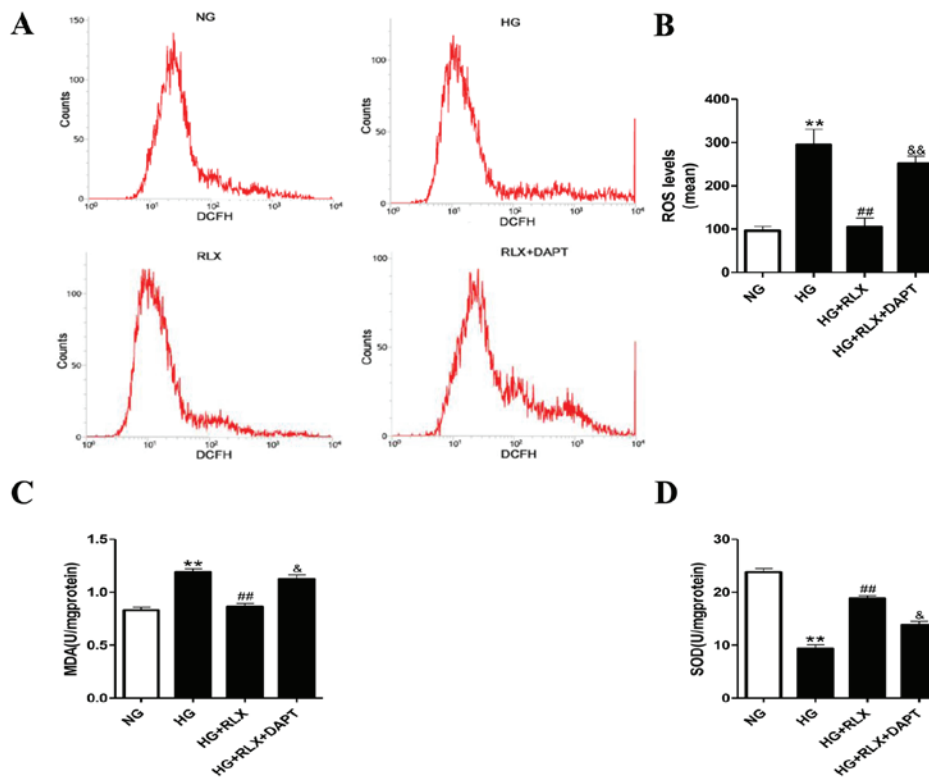 A
NG
150
100
50
0
Counts
10⁰ 10¹ 10² 10³ 10⁴
DCFH
HG
100
50
0
Counts
10⁰ 10¹ 10² 10³ 10⁴
DCFH
RLX
100
50
0
Counts
10⁰ 10¹ 10² 10³ 10⁴
DCFH
RLX+DAPT
100
50
0
Counts
10⁰ 10¹ 10² 10³ 10⁴
DCFH
B
ROS levels
(mean)
400
300
200
100
0
**
##
&&
NG
HG
HG+RLX
HG+RLX+DAPT
C
MDA(U/mgprotein)
1.5
1.0
0.5
0.0
**
##
&
NG
HG
HG+RLX
HG+RLX+DAPT
D
SOD(U/mgprotein)
30
20
10
0
**
##
&
NG
HG
HG+RLX
HG+RLX+DAPT